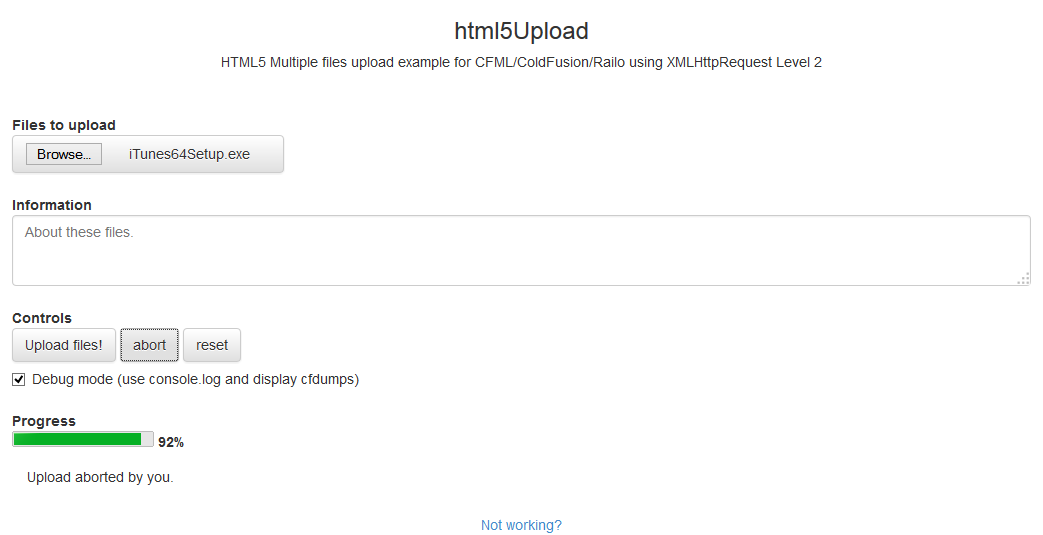 html5Upload
HTML5 Multiple files upload example for CFML/ColdFusion/Railo using XMLHttpRequest Level 2
Files to upload
Browse... iTunes64Setup.exe
Information
About these files.
Controls
Upload files! abort reset
Debug mode (use console.log and display cfdumps)
Progress
92%
Upload aborted by you.
Not working?